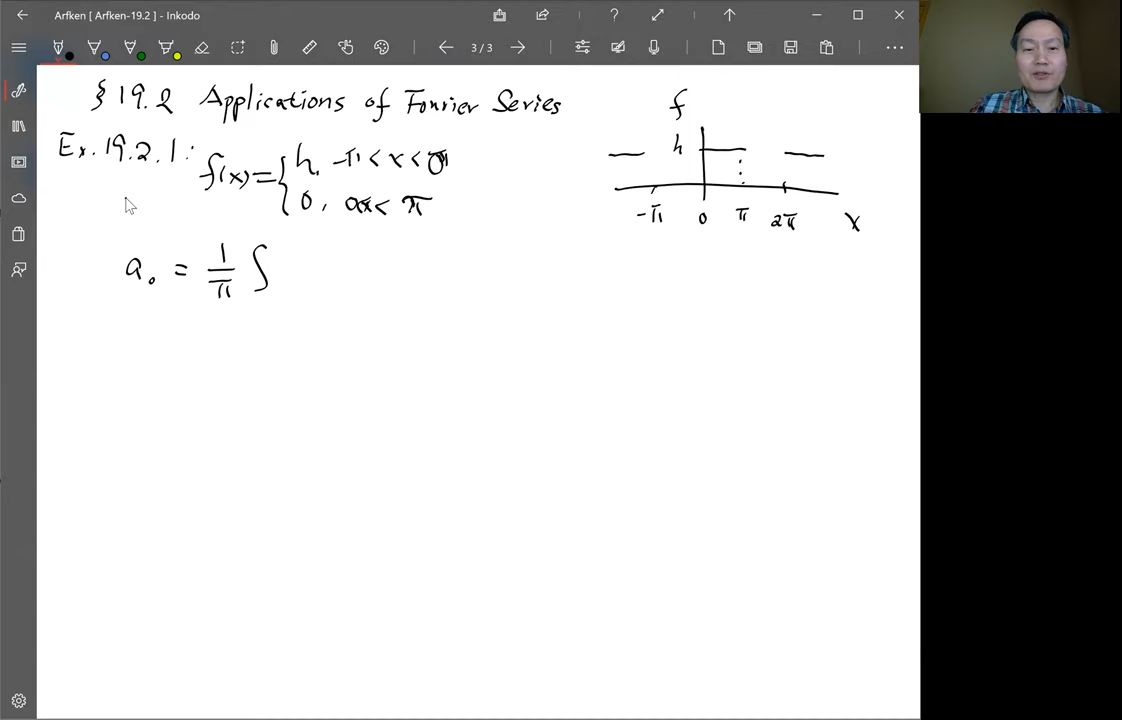 Arfken [ Arfken-19.2 ] - Inkodo
3/3
§ 19.2 Applications of Fourier Series
Ex. 19.2.1:
f(x) = { h, -π < x < 0
0, 0<x< π
f
h
-π 0 π 2π x
a₀ = 1/π ∫